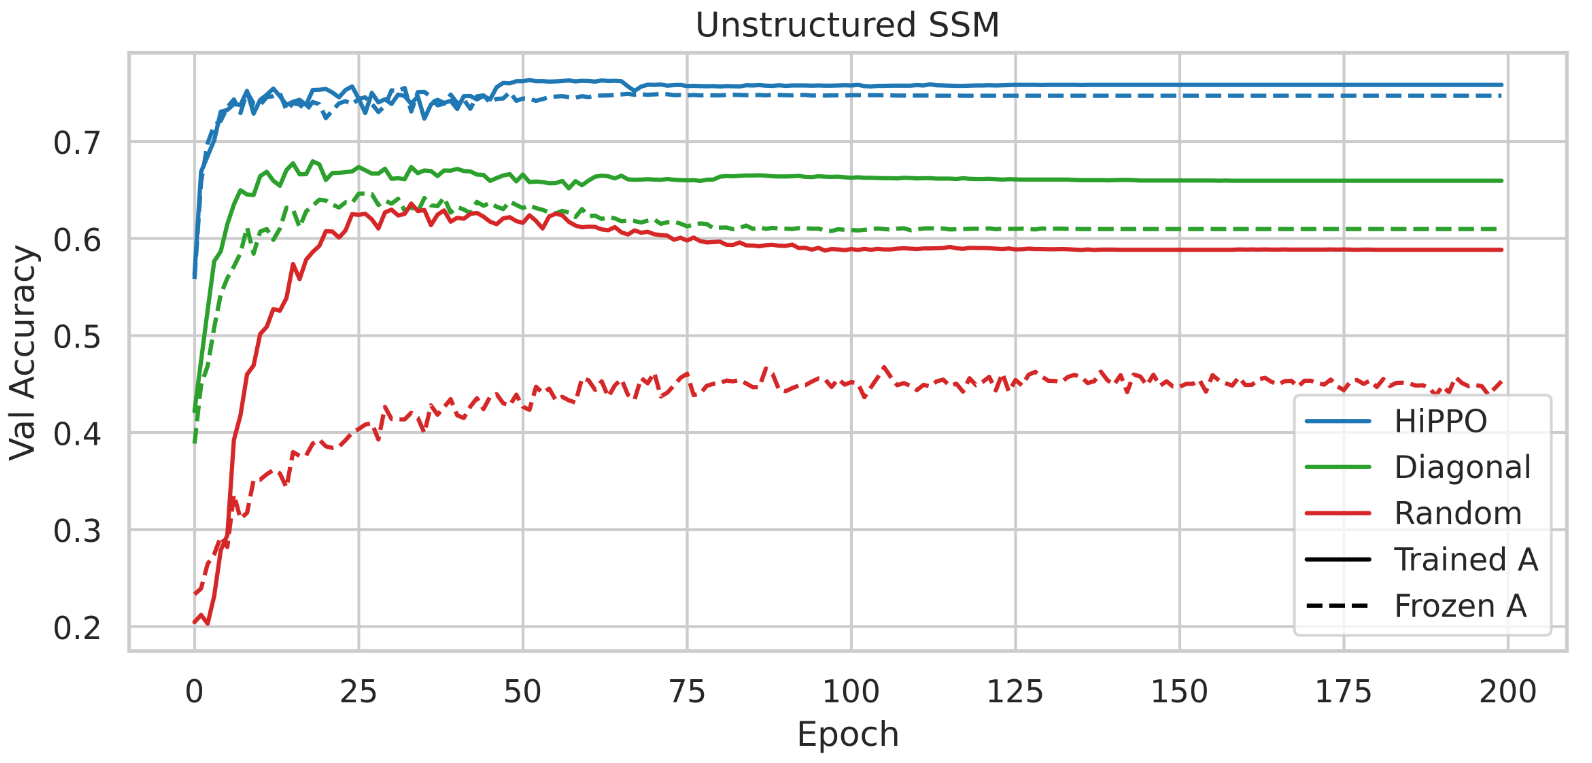 Unstructured SSM
Val Accuracy
0.7
0.6
0.5
0.4
0.3
0.2
HiPPO
Diagonal
Random
Trained A
Frozen A
0 25 50 75 100 125 150 175 200
Epoch